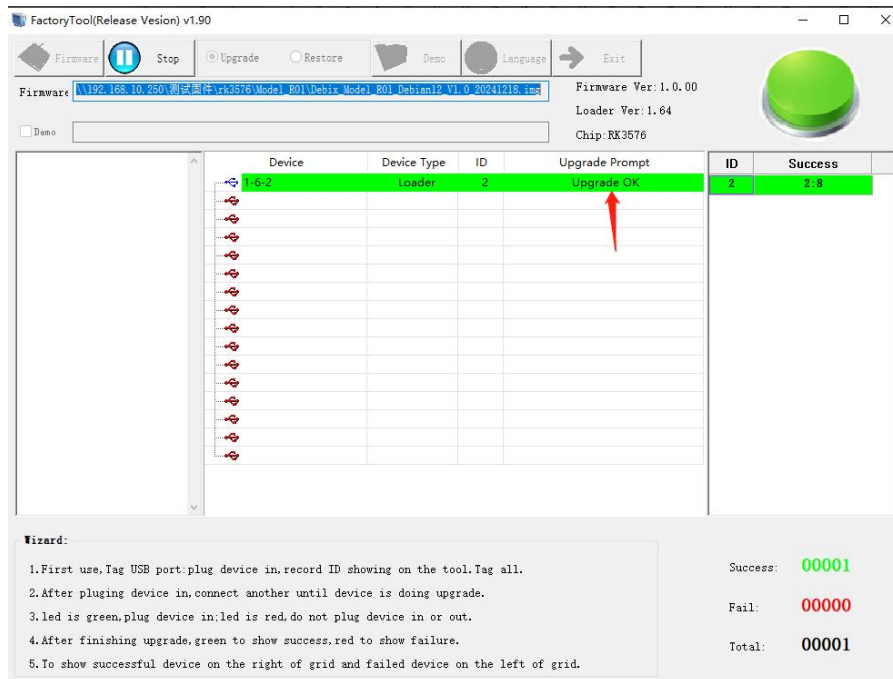 FactoryTool(Release Vesion) v1.90
Firmware Stop Upgrade Restore Demo Language Exit
Firmware \\192.168.10.250\测试固件\rk3576\Model_R01\Debix_Model_R01_Debian12_V1.0_20241218.img
Firmware Ver:1.0.00
Loader Ver:1.64
Demo
Chip:RK3576
Device Device Type ID Upgrade Prompt
1-6-2 Loader 2 Upgrade OK
ID Success
2 2:8
Wizard:
1.First use,Tag USB port:plug device in,record ID showing on the tool.Tag all.
2.After pluging device in,connect another until device is doing upgrade.
3.led is green,plug device in;led is red,do not plug device in or out.
4.After finishing upgrade,green to show success,red to show failure.
5.To show successful device on the right of grid and failed device on the left of grid.
Success: 00001
Fail: 00000
Total: 00001